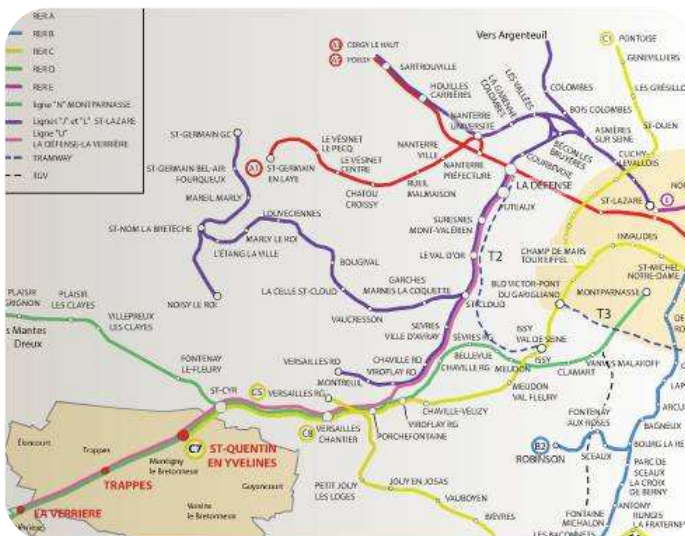 RER A
RER B
RER C
RER D
RER E
ligne "N" MONTPARNASSE
Lignes "J" et "L" ST-LAZARE
Ligne "U"
LA DÉFENSE-LA VERRIÈRE
TRAMWAY
TGV
CERGY LE HAUT
POISSY
SARTROUVILLE
HOUILLES
CARRIÈRES
Vers Argenteuil
C1
PONTOISE
GENEVILLIERS
LES GRÉSILLO
ST-OUEN
COLOMBES
LES VALLÉES
LA GARENNE
COLOMBES
BOIS COLOMBES
ASNIÈRES
SUR SEINE
BÉCON LES
BRUYÈRES
COURBEVOIE
CLICHY
LEVALLOIS
NANTERRE
UNIVERSITÉ
NANTERRE
VILLE
NANTERRE
PRÉFECTURE
LA DÉFENSE
PUTEAUX
ST-LAZARE
ST-GERMAIN GC
A1
ST-GERMAIN
EN LAYE
LE VÉSINET
LE PECQ
LE VÉSINET
CENTRE
CHATOU
CROISSY
RUEIL
MALMAISON
ST-GERMAIN BEL-AIR
FOURQUEUX
MAREIL MARLY
ST-NOM LA BRETÈCHE
L'ÉTANG LA VILLE
MARLY LE ROI
LOUVECIENNES
BOUGIVAL
LA CELLE ST-CLOUD
VAUCRESSON
GARCHES
MARNES LA COQUETTE
NOISY LE ROI
SURESNES
MONT-VALÉRIEN
LE VAL D'OR
ST CLOUD
T2
CHAMP DE MARS
TOUR EIFFEL
INVALIDES
ST-MICHEL
NOTRE-DAME
BLD VICTOR-PONT
DU GARIGLIANO
MONTPARNASSE
T3
ISSY
VAL DE SEINE
ISSY
SÈVRES
VILLE D'AVRAY
CHAVILLE RD
VIROFLAY RD
SÈVRES RG
BELLEVUE
CHAVILLE RG
MEUDON
CLAMART
VANVES MALAKOFF
MEUDON
VAL FLEURY
CHAVILLE-VÉLIZY
VIROFLAY RG
PORCHEFONTAINE
VERSAILLES RD
MONTREUIL
C5
VERSAILLES RG
C8
VERSAILLES
CHANTIER
PLAISIR
GRIGNON
PLAISIR
LES CLAYES
VILLEPREUX
LES CLAYES
s Mantes
Dreux
FONTENAY
LE-FLEURY
ST-CYR
C7
ST-QUENTIN
EN YVELINES
Élancourt
Trappes
Montigny
le Bretonneux
Guyancourt
Voisins
le Bretonneux
TRAPPES
LA VERRIÈRE
PETIT JOUY
LES LOGES
JOUY EN JOSAS
VAUBOYEN
BIÈVRES
FONTENAY
AUX ROSES
B2
ROBINSON
SCEAUX
BAGNEUX
ARCU
BOURG LA RE
PARC DE
SCEAUX
LA CROIX
DE BERNY
ANTONY
FONTAINE
MICHALON
LES BACONNETS
RUNGIS
LA FRATERNE